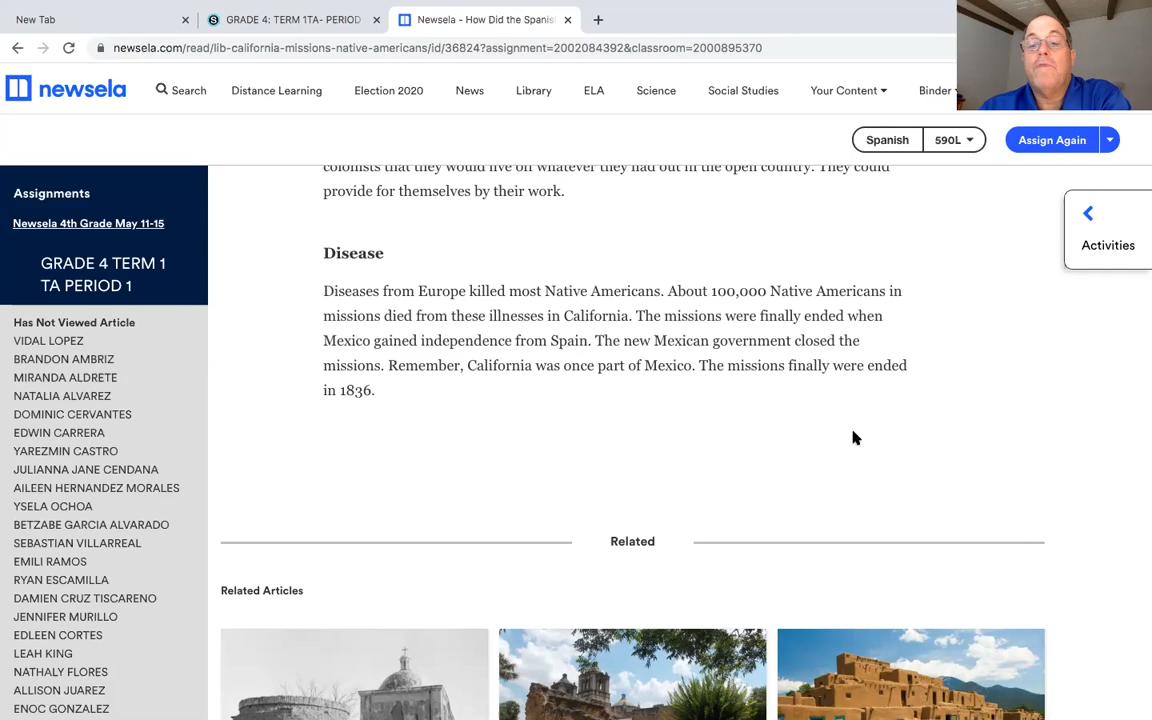 New Tab
GRADE 4: TERM 1TA- PERIOD
Newsela - How Did the Spanis
newsela.com/read/lib-california-missions-native-americans/id/36824?assignment=2002084392&classroom=2000895370
newsela
Search
Distance Learning
Election 2020
News
Library
ELA
Science
Social Studies
Your Content
Binder
Spanish
590L
Assign Again
Assignments
Newsela 4th Grade May 11-15
GRADE 4 TERM 1
TA PERIOD 1
Has Not Viewed Article
VIDAL LOPEZ
BRANDON AMBRIZ
MIRANDA ALDRETE
NATALIA ALVAREZ
DOMINIC CERVANTES
EDWIN CARRERA
YAREZMIN CASTRO
JULIANNA JANE CENDANA
AILEEN HERNANDEZ MORALES
YSELA OCHOA
BETZABE GARCIA ALVARADO
SEBASTIAN VILLARREAL
EMILI RAMOS
RYAN ESCAMILLA
DAMIEN CRUZ TISCARENO
JENNIFER MURILLO
EDLEEN CORTES
LEAH KING
NATHALY FLORES
ALLISON JUAREZ
ENOC GONZALEZ
colonists that they would live off whatever they had out in the open country. They could
provide for themselves by their work.
Disease
Diseases from Europe killed most Native Americans. About 100,000 Native Americans in
missions died from these illnesses in California. The missions were finally ended when
Mexico gained independence from Spain. The new Mexican government closed the
missions. Remember, California was once part of Mexico. The missions finally were ended
in 1836.
Activities
Related
Related Articles